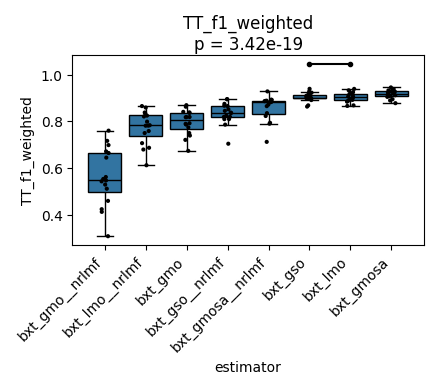 TT_f1_weighted
p = 3.42e-19
TT_f1_weighted
1.0
0.8
0.6
0.4
bxt_gmo__nrlmf
bxt_lmo__nrlmf
bxt_gmo
bxt_gso__nrlmf
bxt_gmosa__nrlmf
bxt_gso
bxt_lmo
bxt_gmosa
estimator